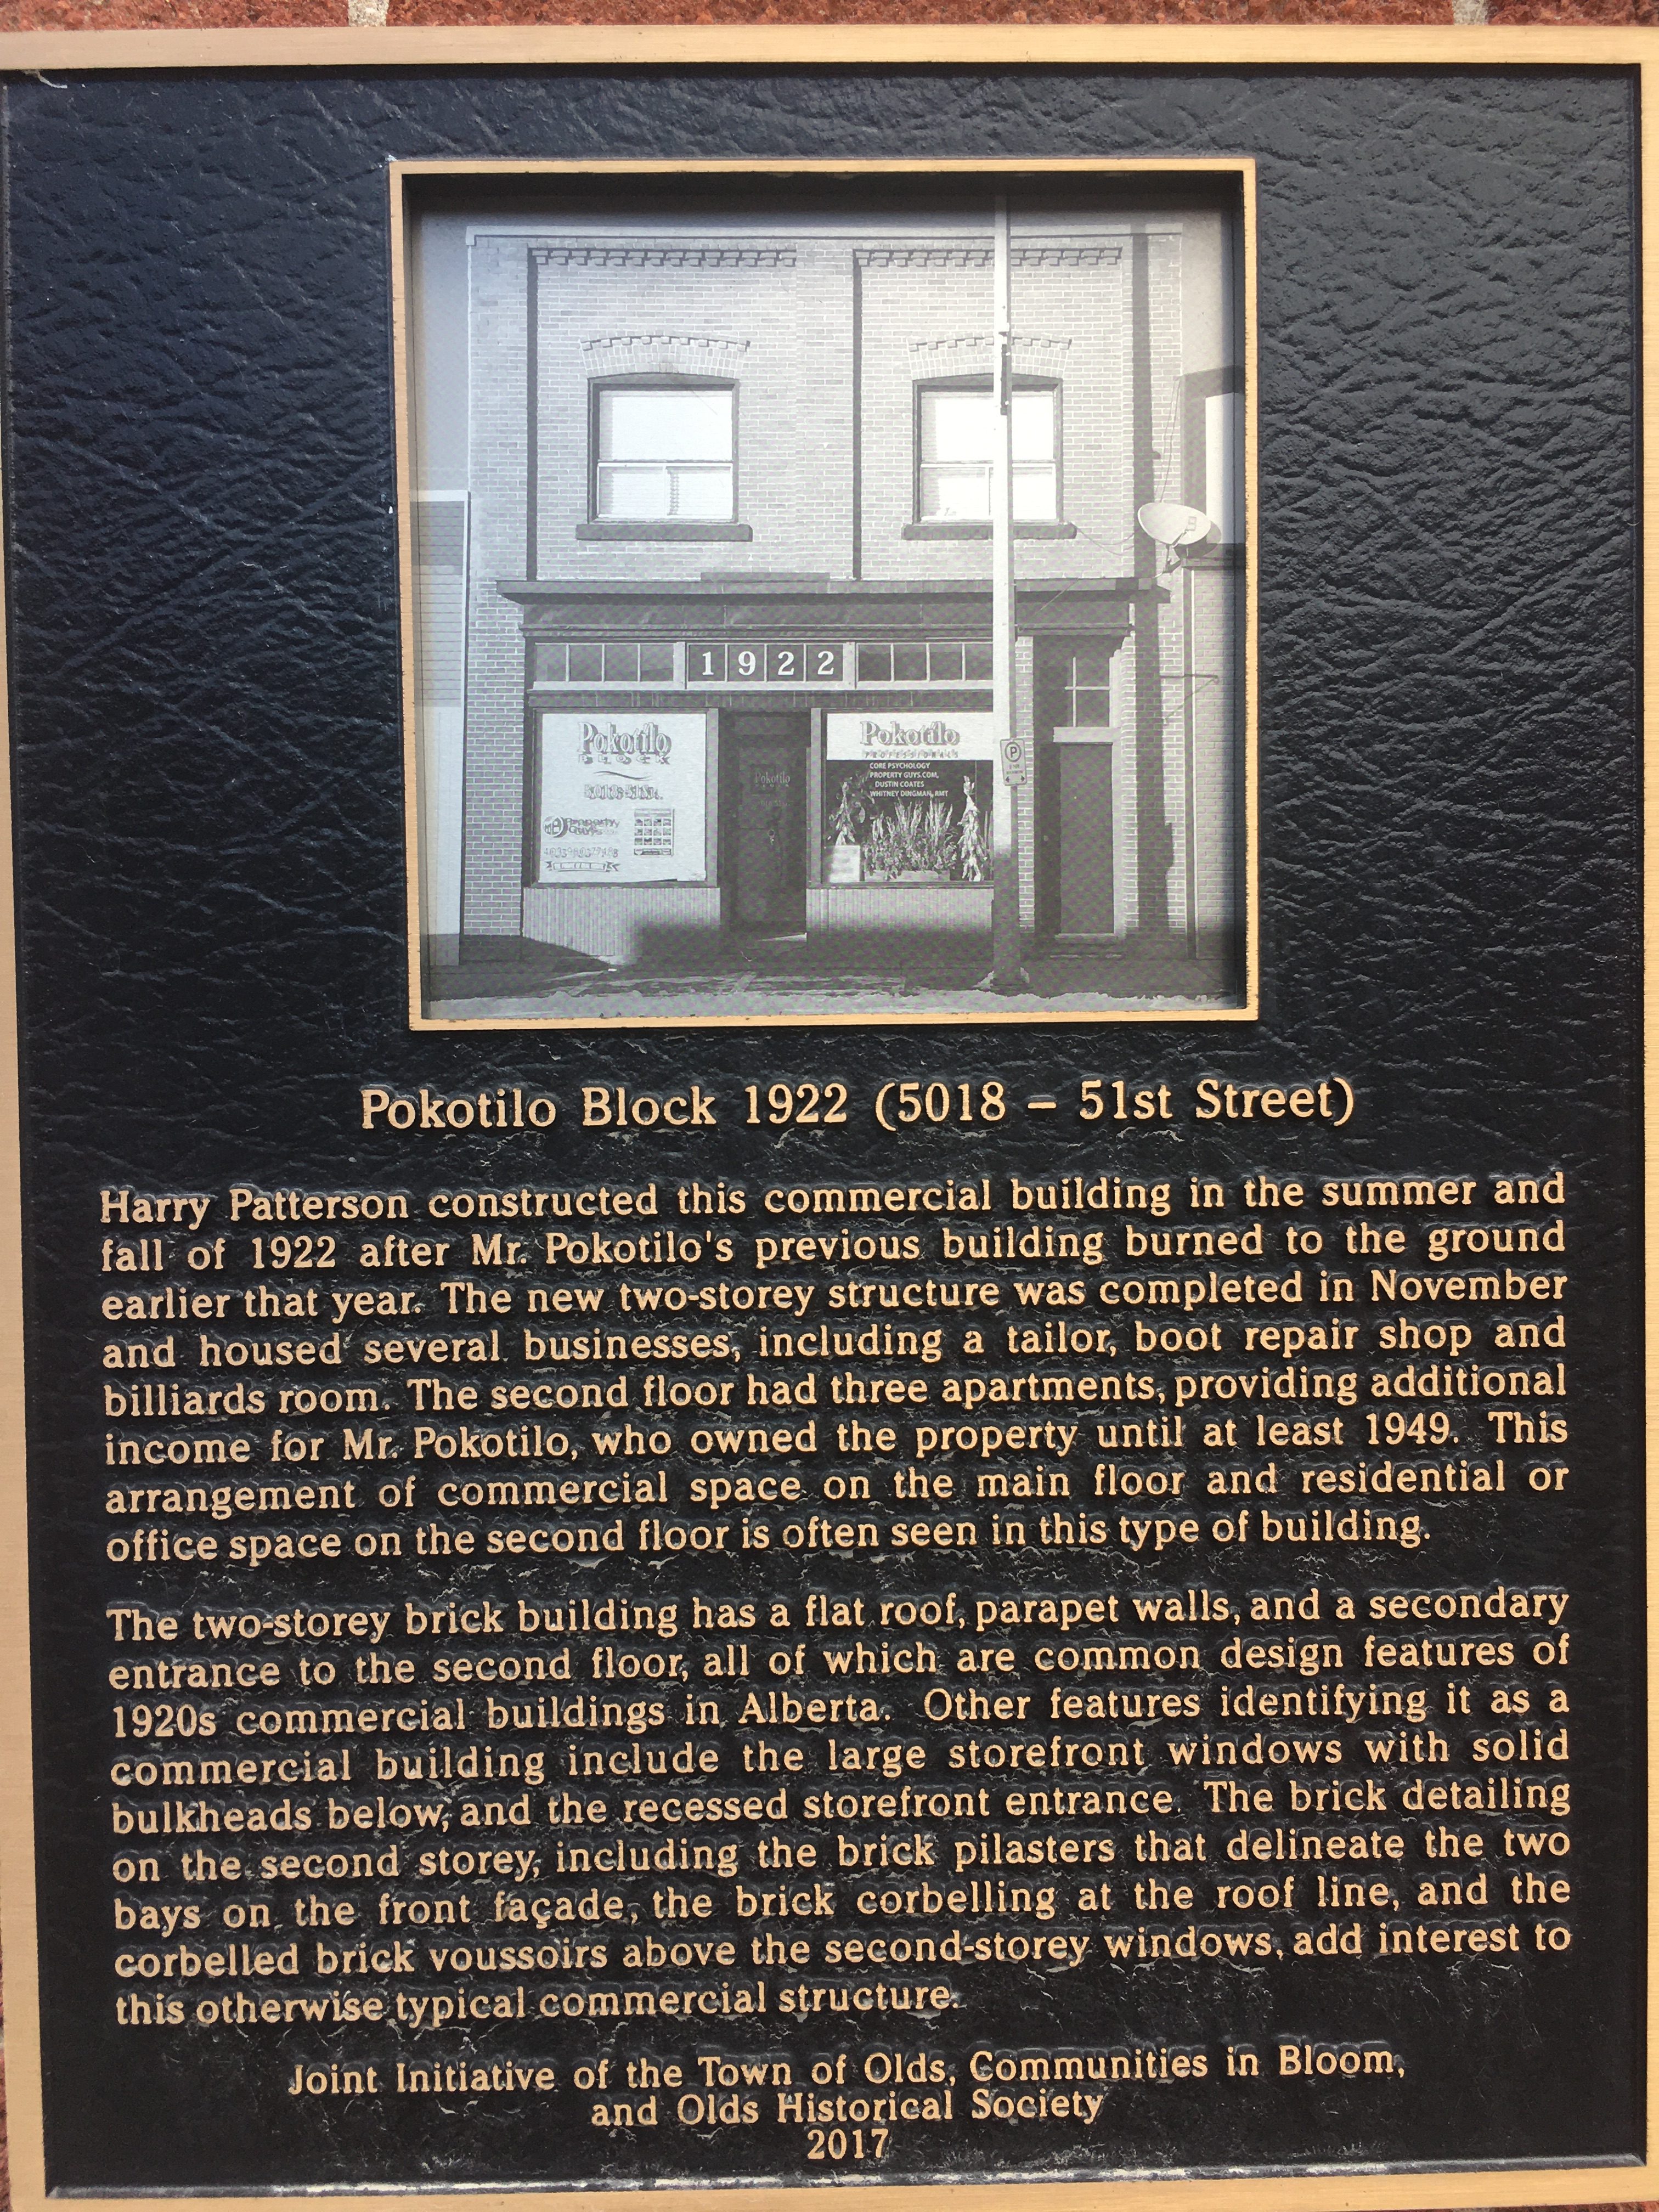 1922
Pokotilo
BLOCK
Pokotilo
PROFESSIONALS
CORE PSYCHOLOGY
PROPERTY GUYS.COM,
DUSTIN COATES
WHITNEY DINGMAN, RMT
Pokotilo
P
Pokotilo Block 1922 (5018 – 51st Street)
Harry Patterson constructed this commercial building in the summer and
fall of 1922 after Mr. Pokotilo's previous building burned to the ground
earlier that year. The new two-storey structure was completed in November
and housed several businesses, including a tailor, boot repair shop and
billiards room. The second floor had three apartments, providing additional
income for Mr. Pokotilo, who owned the property until at least 1949. This
arrangement of commercial space on the main floor and residential or
office space on the second floor is often seen in this type of building.
The two-storey brick building has a flat roof, parapet walls, and a secondary
entrance to the second floor, all of which are common design features of
1920s commercial buildings in Alberta. Other features identifying it as a
commercial building include the large storefront windows with solid
bulkheads below, and the recessed storefront entrance. The brick detailing
on the second storey, including the brick pilasters that delineate the two
bays on the front façade, the brick corbelling at the roof line, and the
corbelled brick voussoirs above the second-storey windows, add interest to
this otherwise typical commercial structure.
Joint Initiative of the Town of Olds, Communities in Bloom,
and Olds Historical Society
2017